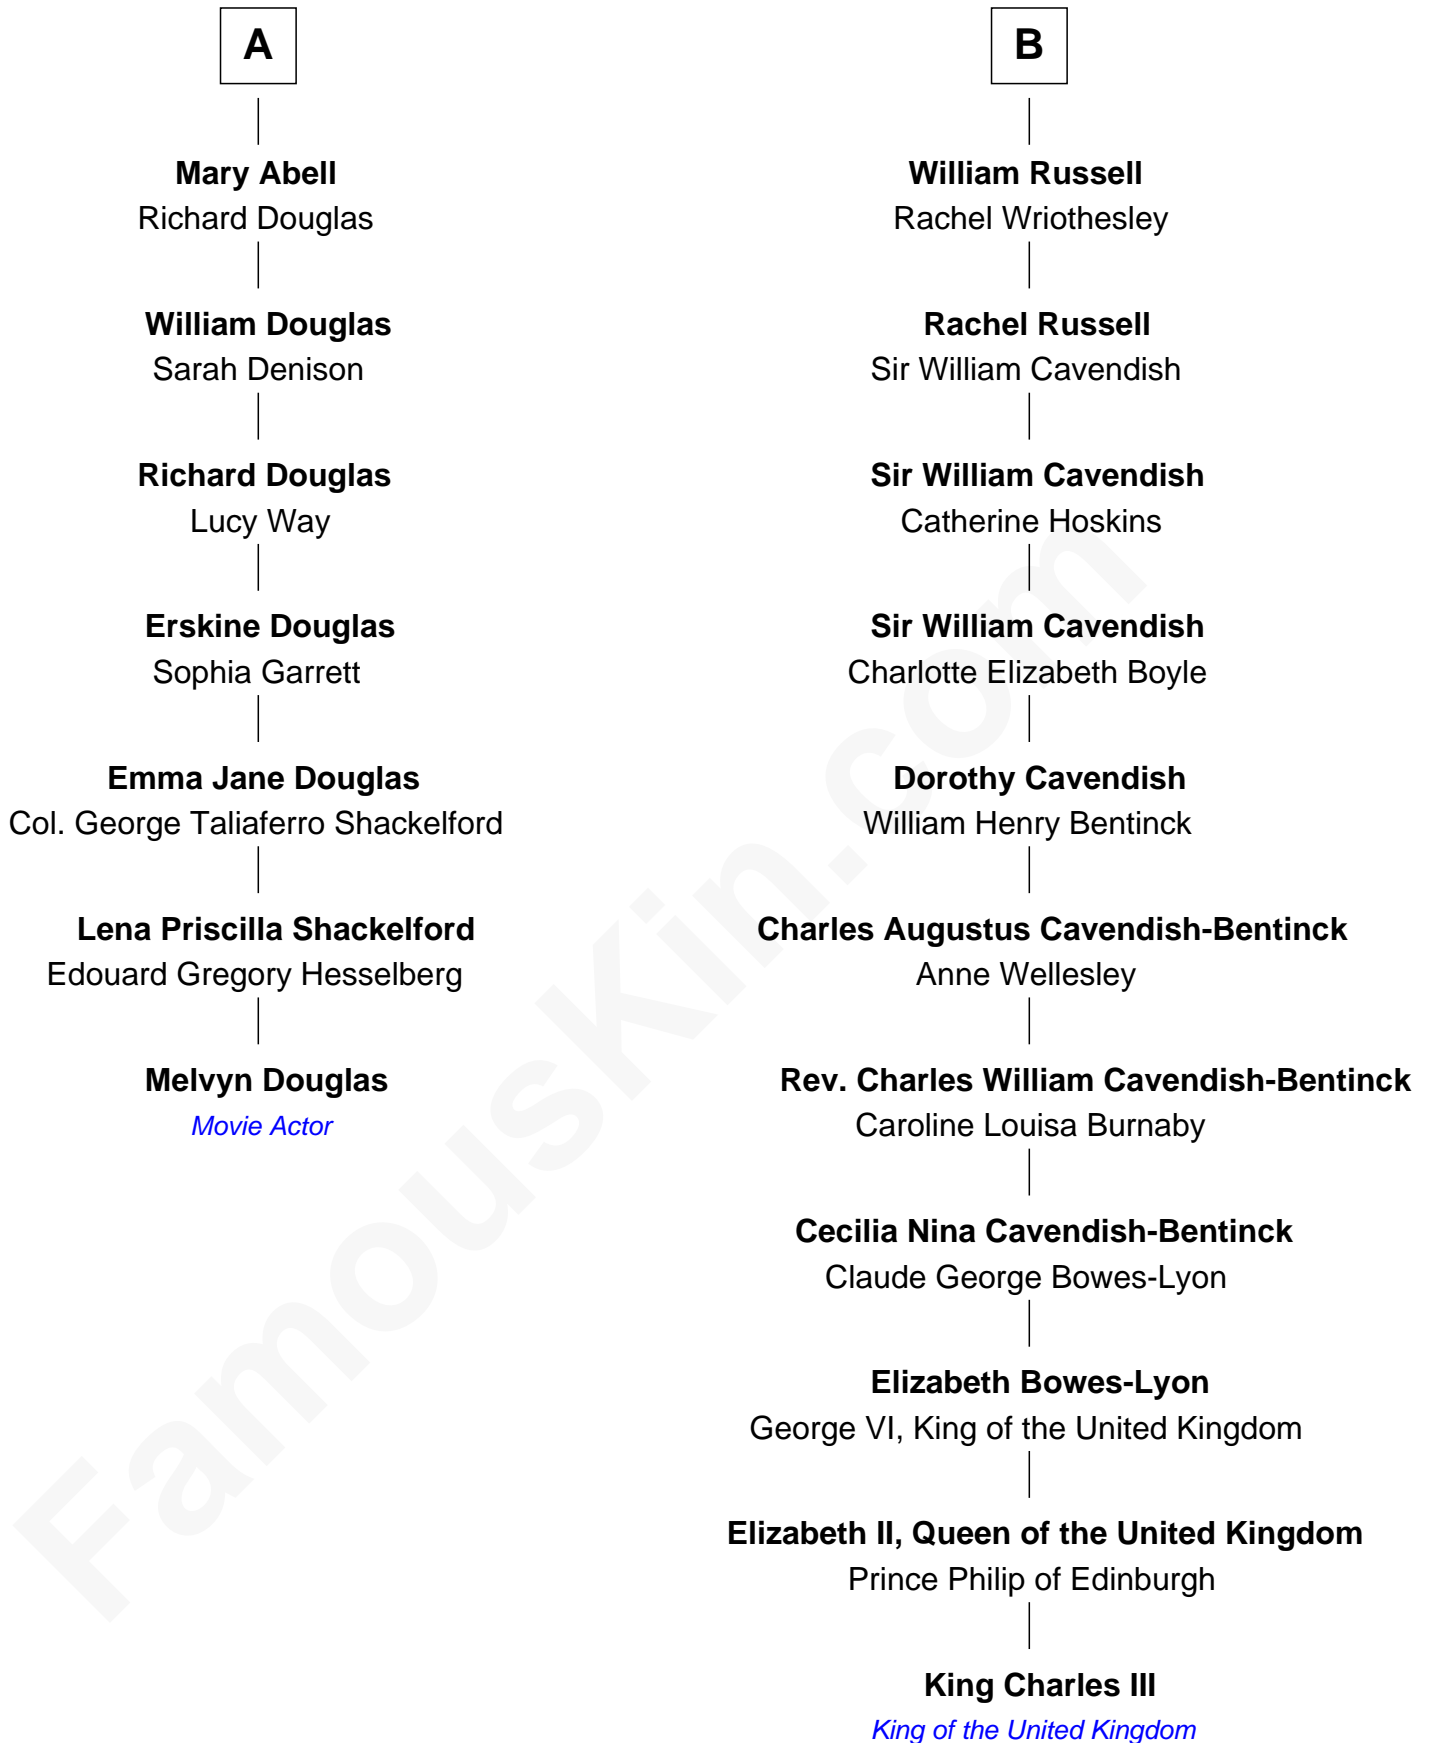 A
Mary Abell
Richard Douglas
William Douglas
Sarah Denison
Richard Douglas
Lucy Way
Erskine Douglas
Sophia Garrett
Emma Jane Douglas
Col. George Taliaferro Shackelford
Lena Priscilla Shackelford
Edouard Gregory Hesselberg
Melvyn Douglas
Movie Actor
B
William Russell
Rachel Wriothesley
Rachel Russell
Sir William Cavendish
Sir William Cavendish
Catherine Hoskins
Sir William Cavendish
Charlotte Elizabeth Boyle
Dorothy Cavendish
William Henry Bentinck
Charles Augustus Cavendish-Bentinck
Anne Wellesley
Rev. Charles William Cavendish-Bentinck
Caroline Louisa Burnaby
Cecilia Nina Cavendish-Bentinck
Claude George Bowes-Lyon
Elizabeth Bowes-Lyon
George VI, King of the United Kingdom
Elizabeth II, Queen of the United Kingdom
Prince Philip of Edinburgh
King Charles III
King of the United Kingdom
FamousKin.com